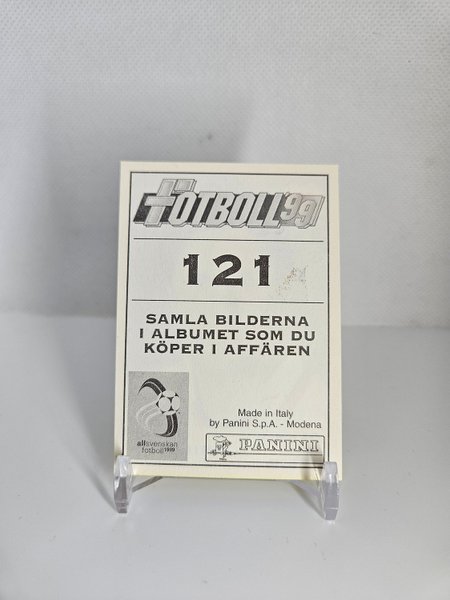 FOTBOLL'99
121
SAMLA BILDERNA
I ALBUMET SOM DU
KÖPER I AFFÄREN
allsvenskan
fotboll 1999
Made in Italy
by Panini S.p.A. - Modena
PANINI